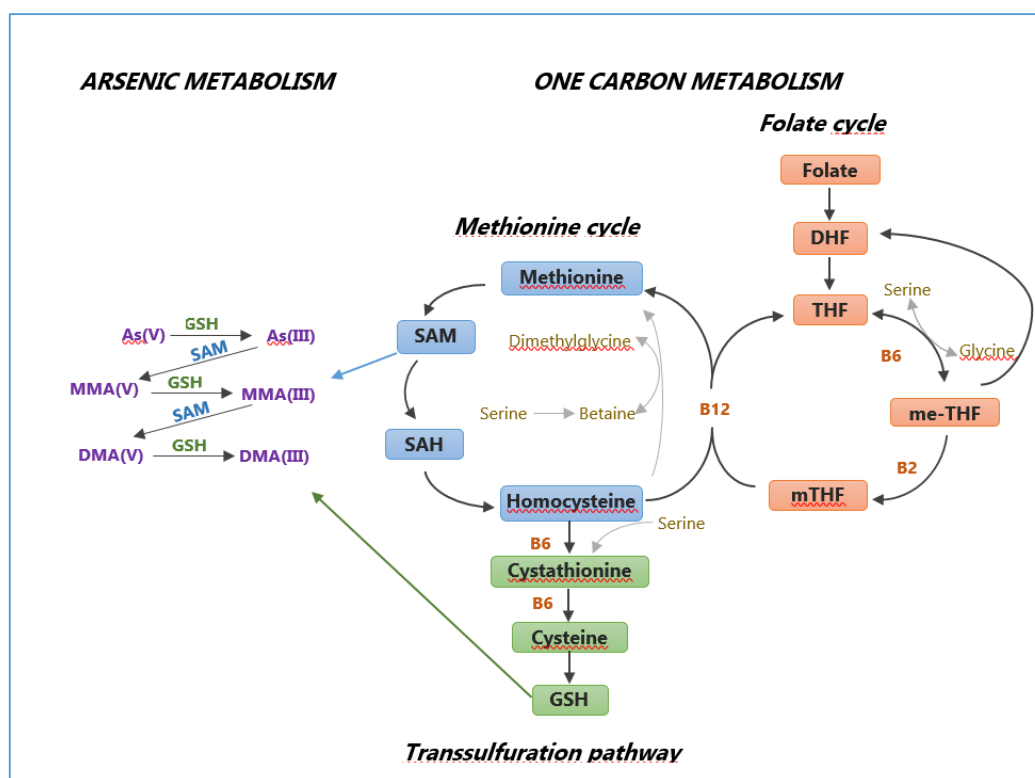 ARSENIC METABOLISM
ONE CARBON METABOLISM
Folate cycle
Folate
Methionine cycle
DHF
Methionine
Serine
THF
As(V)
GSH
As(III)
SAM
Dimethylglycine
B6
Glycine
SAM
MMA(V)
GSH
MMA(III)
Serine
Betaine
B12
me-THF
SAM
SAH
DMA(V)
GSH
DMA(III)
B2
mTHF
Homocysteine
Serine
B6
Cystathionine
B6
Cysteine
GSH
Transsulfuration pathway